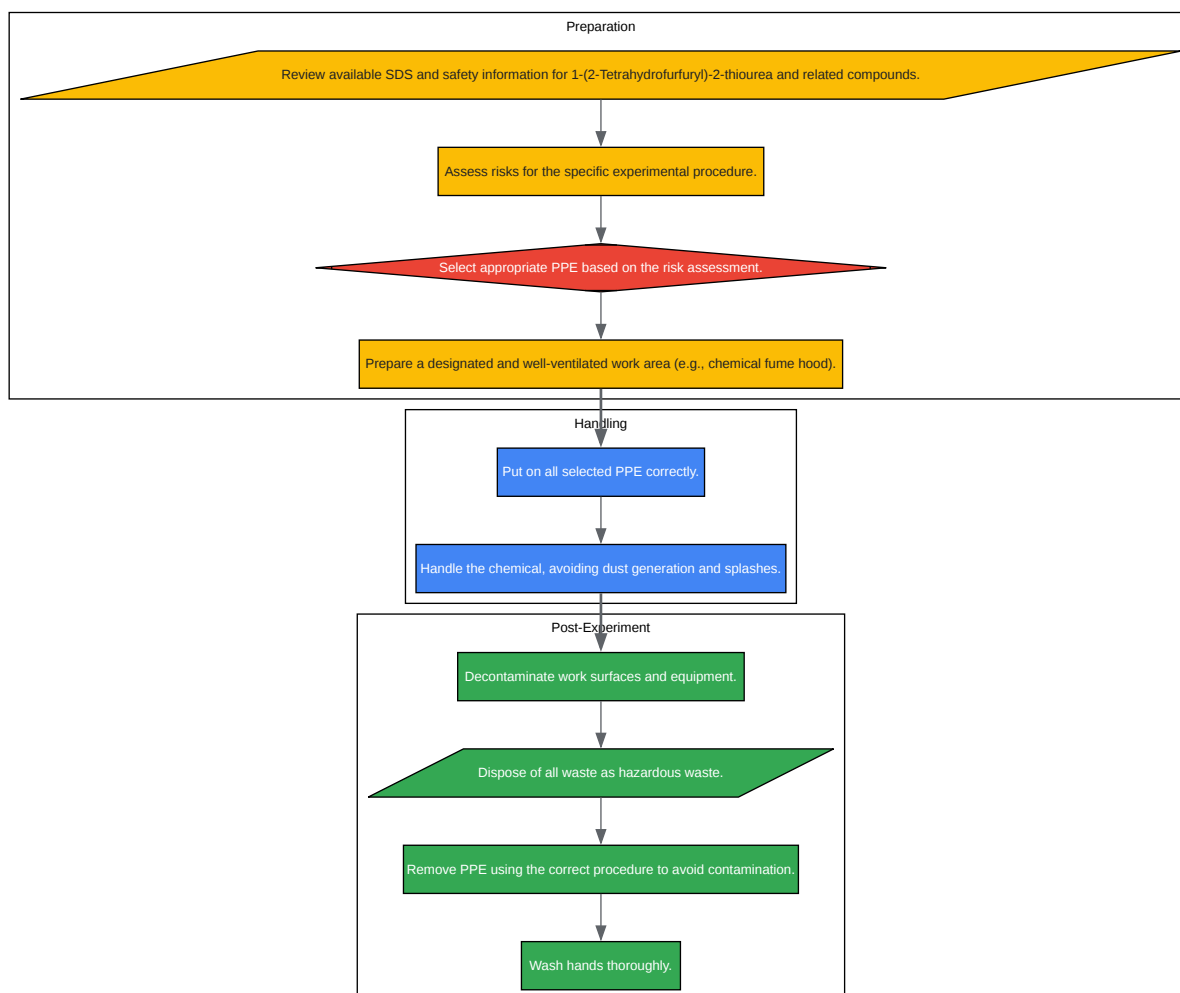 Preparation
Review available SDS and safety information for 1-(2-Tetrahydrofurfuryl)-2-thiourea and related compounds.
Assess risks for the specific experimental procedure.
Select appropriate PPE based on the risk assessment.
Prepare a designated and well-ventilated work area (e.g., chemical fume hood).
Handling
Put on all selected PPE correctly.
Handle the chemical, avoiding dust generation and splashes.
Post-Experiment
Decontaminate work surfaces and equipment.
Dispose of all waste as hazardous waste.
Remove PPE using the correct procedure to avoid contamination.
Wash hands thoroughly.